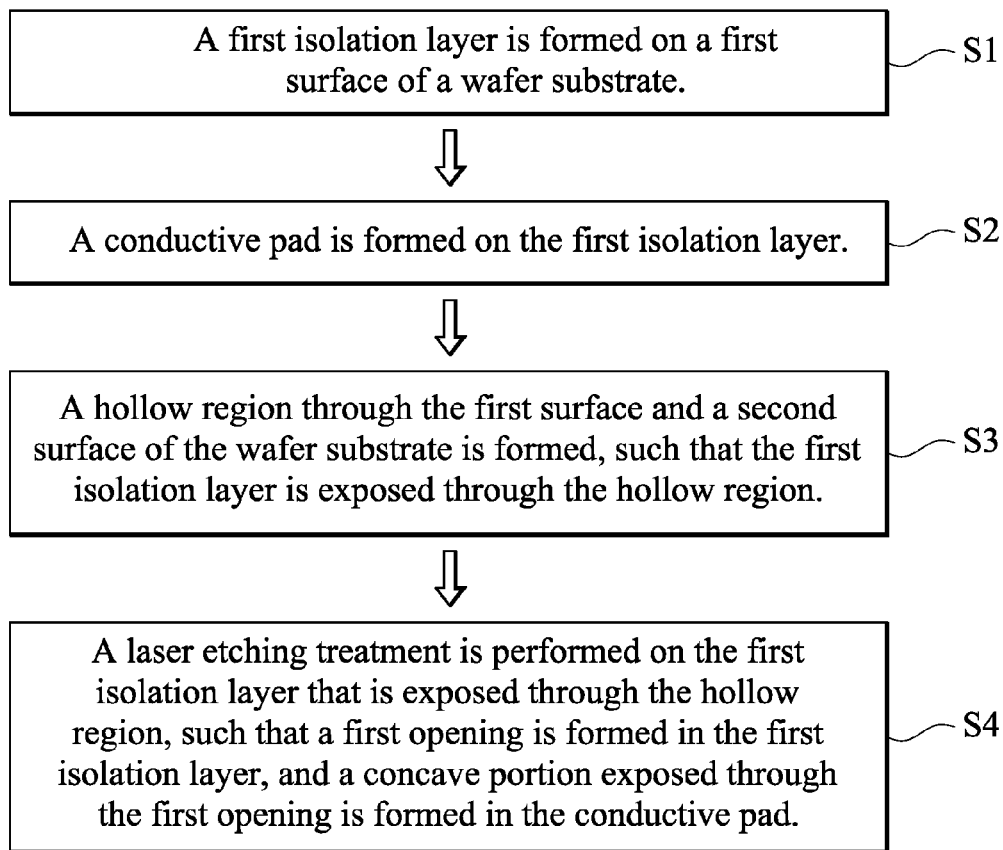 A first isolation layer is formed on a first
surface of a wafer substrate.
S1
A conductive pad is formed on the first isolation layer.
S2
A hollow region through the first surface and a second
surface of the wafer substrate is formed, such that the first
isolation layer is exposed through the hollow region.
S3
A laser etching treatment is performed on the first
isolation layer that is exposed through the hollow
region, such that a first opening is formed in the first
isolation layer, and a concave portion exposed through
the first opening is formed in the conductive pad.
S4